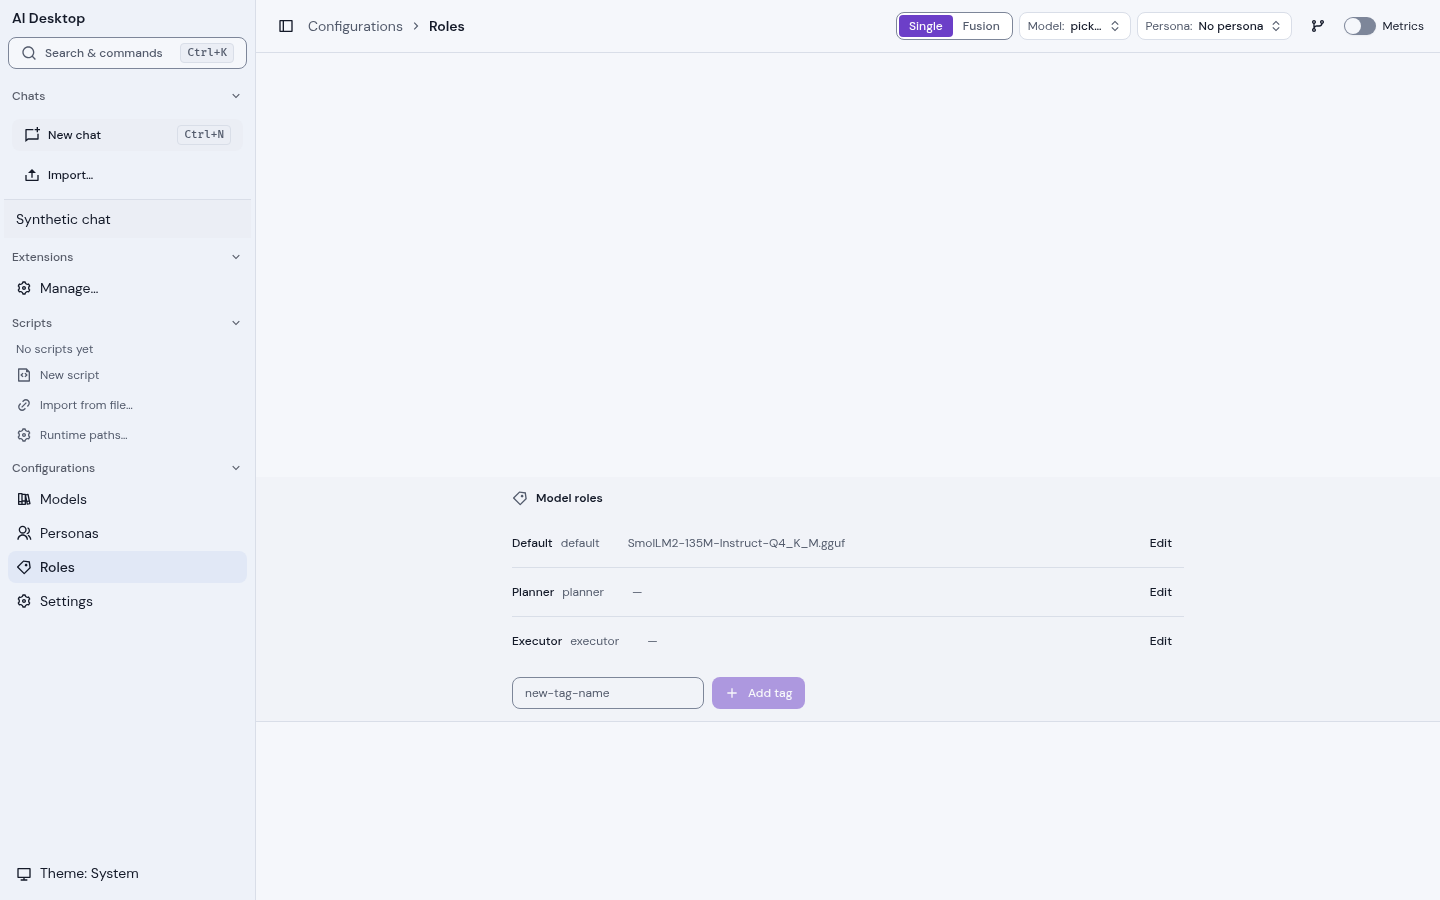 AI Desktop
Search & commands Ctrl+K
Chats
New chat Ctrl+N
Import...
Synthetic chat
Extensions
Manage...
Scripts
No scripts yet
New script
Import from file...
Runtime paths...
Configurations
Models
Personas
Roles
Settings
Theme: System
Configurations > Roles
Single Fusion Model: pick... Persona: No persona Metrics
Model roles
Default default SmolLM2-135M-Instruct-Q4_K_M.gguf Edit
Planner planner — Edit
Executor executor — Edit
new-tag-name Add tag